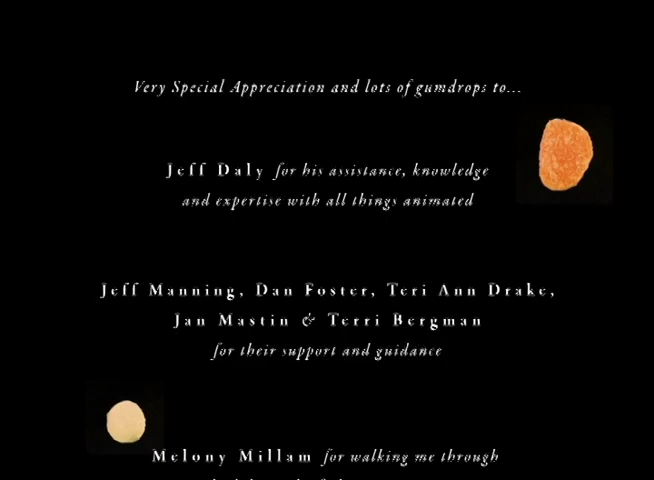 Very Special Appreciation and lots of gumdrops to...
Jeff Daly for his assistance, knowledge
and expertise with all things animated
Jeff Manning, Dan Foster, Teri Ann Drake,
Jan Mastin & Terri Bergman
for their support and guidance
Melony Millam for walking me through